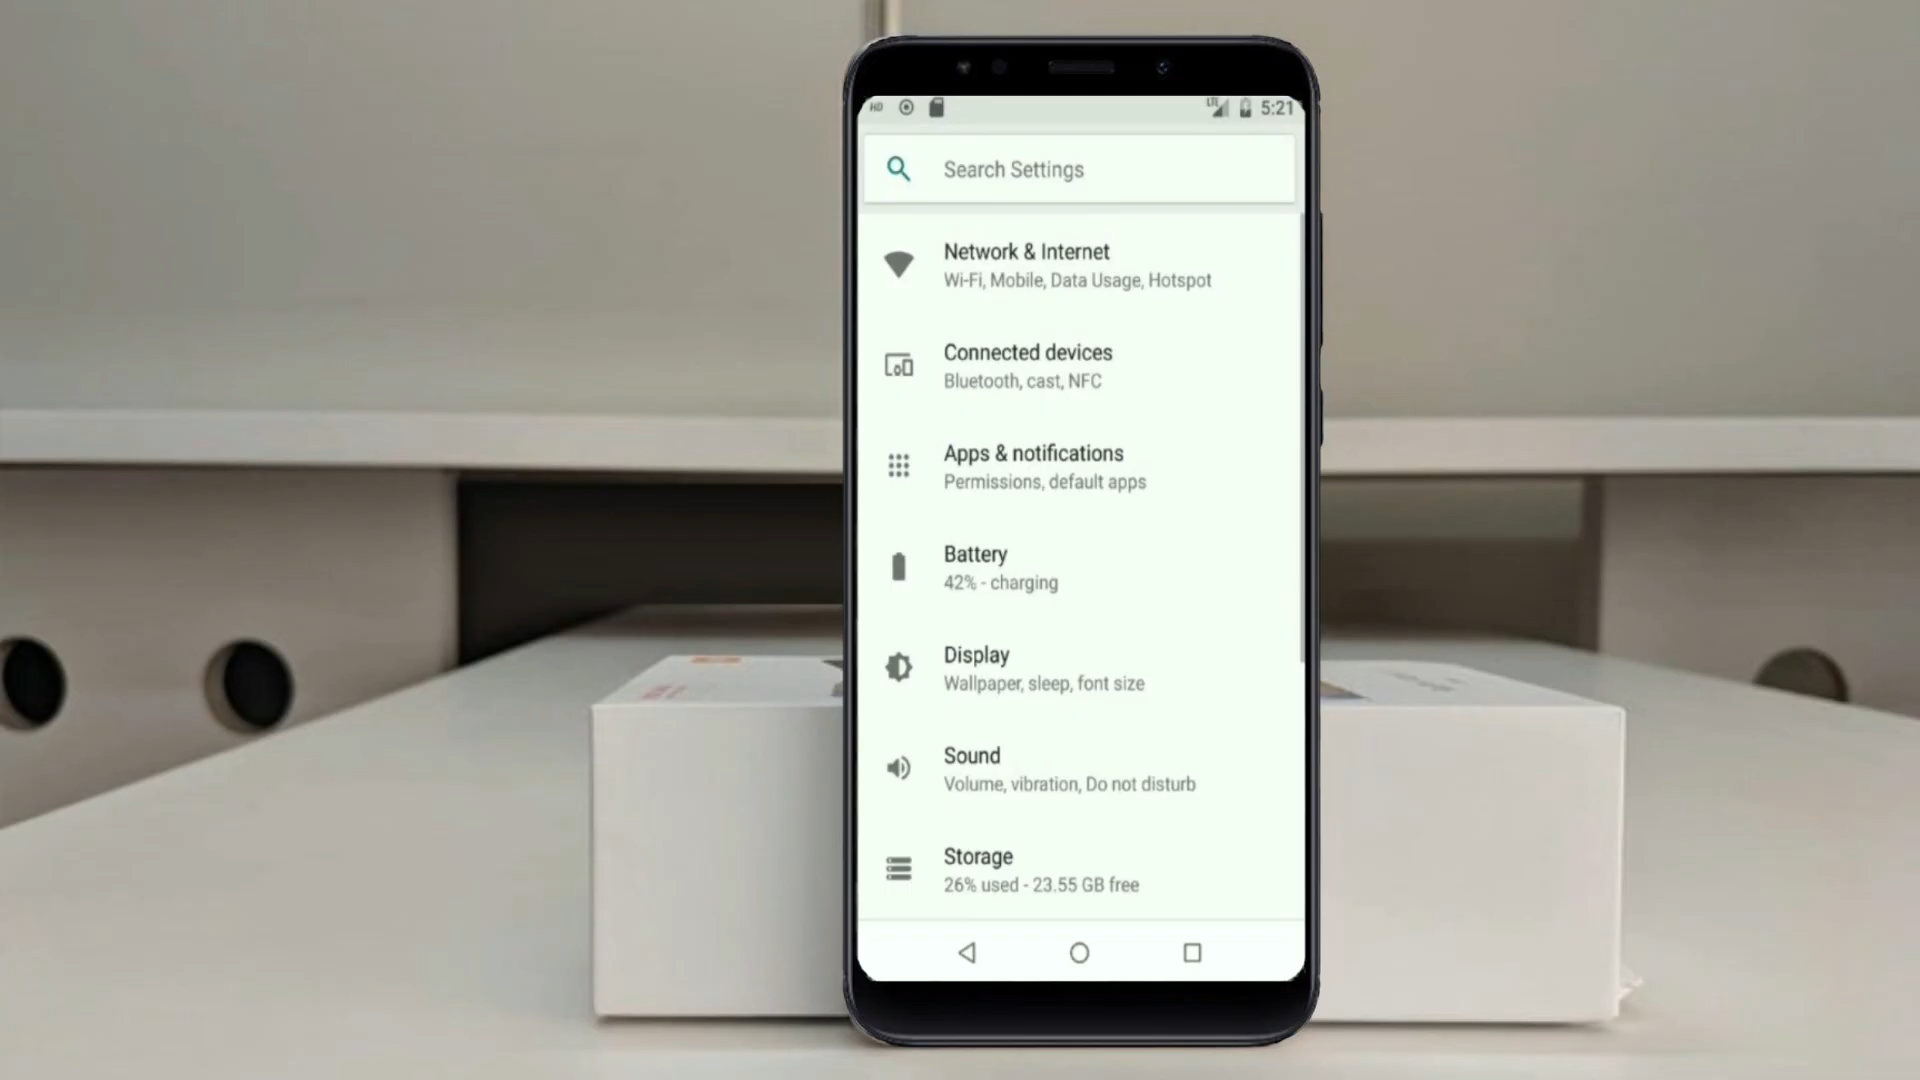 HD LTE 5:21
Search Settings
Network & Internet
Wi-Fi, Mobile, Data Usage, Hotspot
Connected devices
Bluetooth, cast, NFC
Apps & notifications
Permissions, default apps
Battery
42% - charging
Display
Wallpaper, sleep, font size
Sound
Volume, vibration, Do not disturb
Storage
26% used - 23.55 GB free